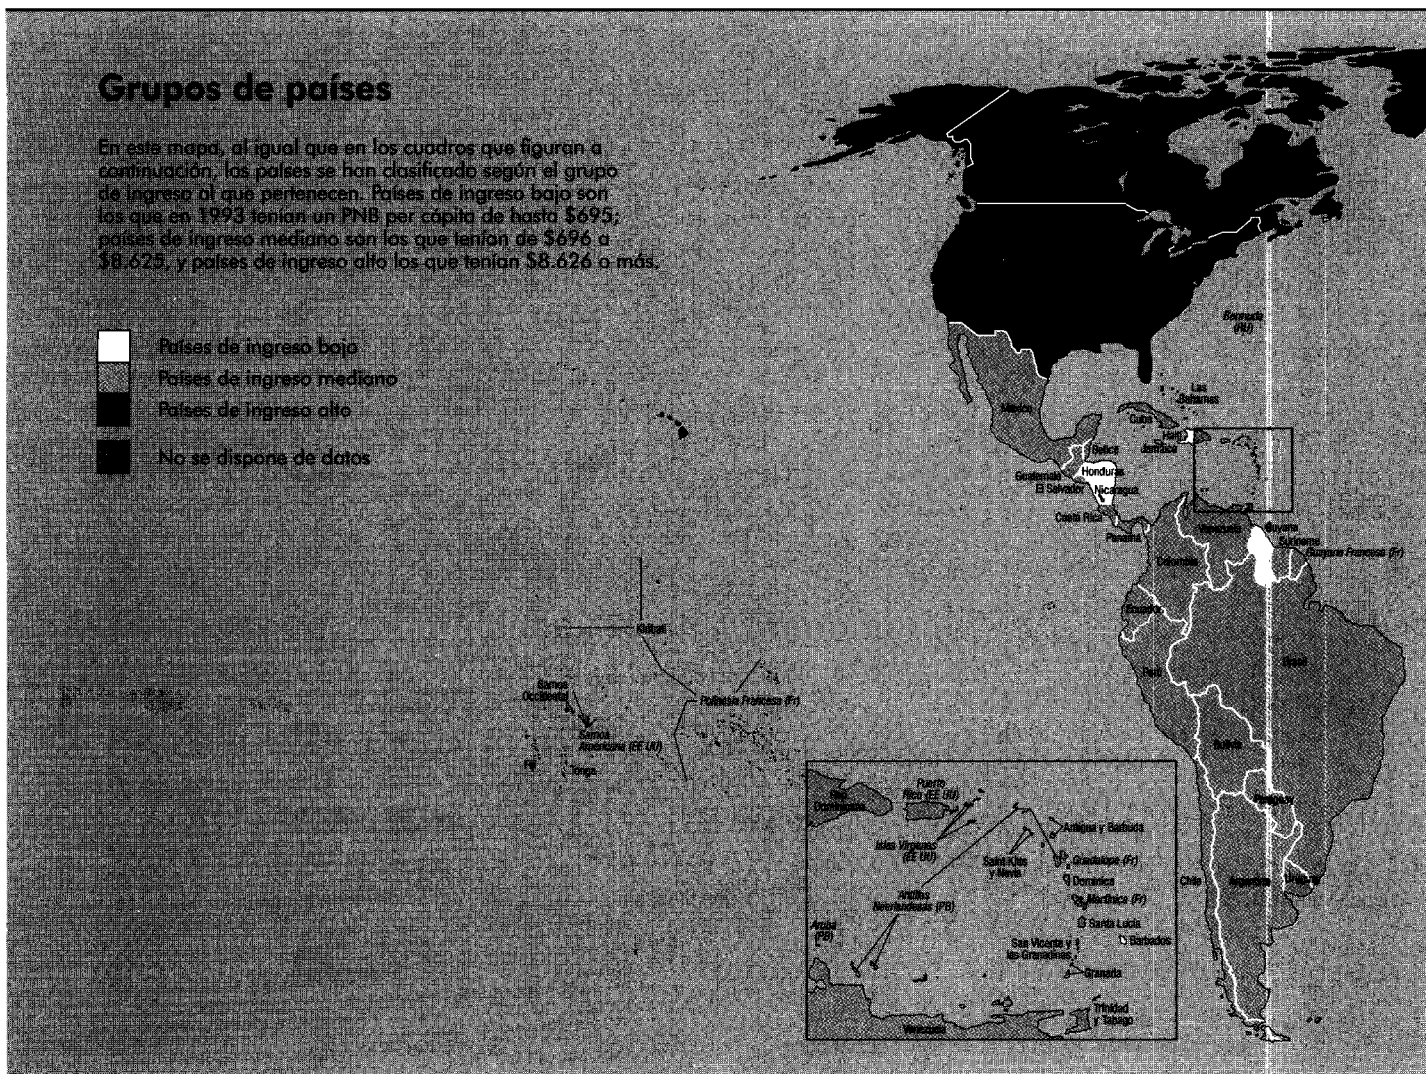 Grupos de países
En este mapa, al igual que en los cuadros que figuran a
continuación, los países se han clasificado según el grupo
de ingreso al que pertenecen. Países de ingreso bajo son
los que en 1993 tenían un PNB per cápita de hasta $695;
países de ingreso mediano son los que tenían de $696 a
$8.625, y países de ingreso alto los que tenían $8.626 o más.
Países de ingreso bajo
Países de ingreso mediano
Países de ingreso alto
No se dispone de datos
Bermuda
(RU)
Las
Bahamas
México
Cuba
Haití
Jamaica
Belice
Guatemala
Honduras
El Salvador
Nicaragua
Costa Rica
Panamá
Venezuela
Guyana
Suriname
Guayana Francesa (Fr)
Colombia
Ecuador
Kiribati
Perú
Brasil
Samoa
Occidental
Polinesia Francesa (Fr)
Samoa
Americana (EE UU)
Fiji
Tonga
Bolivia
Paraguay
Chile
Argentina
Uruguay
Rep.
Dominicana
Puerto
Rico (EE UU)
Islas Vírgenes
(EE UU)
Saint Kitts
y Nevis
Antigua y Barbuda
Guadalupe (Fr)
Dominica
Martinica (Fr)
Antillas
Neerlandesas (PB)
Aruba
(PB)
Santa Lucía
San Vicente y
las Granadinas
Barbados
Granada
Trinidad
y Tabago
Venezuela